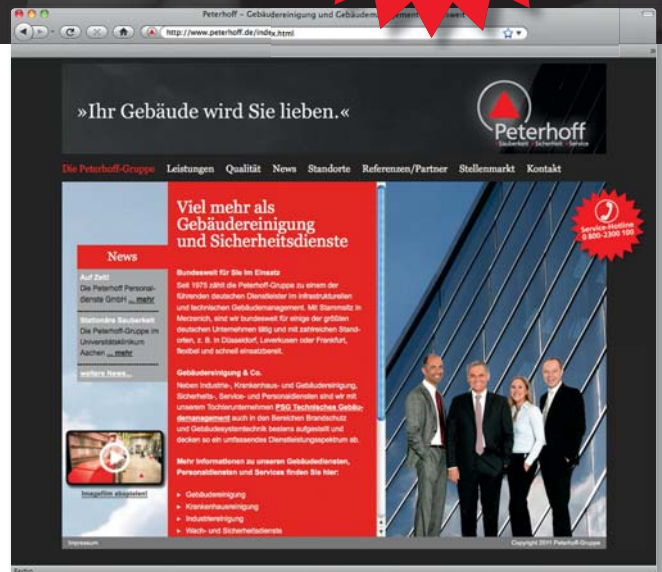 Peterhoff – Gebäudereinigung und Gebäudem
http://www.peterhoff.de/index.html
»Ihr Gebäude wird Sie lieben.«
Peterhoff
Sauberkeit • Sicherheit • Service
Die Peterhoff-Gruppe Leistungen Qualität News Standorte Referenzen/Partner Stellenmarkt Kontakt
Viel mehr als
Gebäudereinigung
und Sicherheitsdienste
Bundesweit für Sie im Einsatz
Seit 1975 zählt die Peterhoff-Gruppe zu einem der
führenden deutschen Dienstleister im infrastrukturellen
und technischen Gebäudemanagement. Mit Stammsitz in
Merzenich, sind wir bundesweit für einige der größten
deutschen Unternehmen tätig und mit zahlreichen Stand-
orten, z. B. in Düsseldorf, Leverkusen oder Frankfurt,
flexibel und schnell einsatzbereit.
Gebäudereinigung & Co.
Neben Industrie-, Krankenhaus- und Gebäudereinigung,
Sicherheits-, Service- und Personaldiensten sind wir mit
unserem Tochterunternehmen PSG Technisches Gebäu-
demanagement auch in den Bereichen Brandschutz
und Gebäudesystemtechnik bestens aufgestellt und
decken so ein umfassendes Dienstleistungsspektrum ab.
Mehr Informationen zu unseren Gebäudediensten,
Personaldiensten und Services finden Sie hier:
▸ Gebäudereinigung
▸ Krankenhausreinigung
▸ Industriereinigung
▸ Wach- und Sicherheitsdienste
News
Auf Zeit!
Die Peterhoff Personal-
dienste GmbH ... mehr
Stationäre Sauberkeit
Die Peterhoff-Gruppe im
Universitätsklinikum
Aachen ... mehr
weitere News...
Imagefilm abspielen!
Service-Hotline
0 800-2300 100
Impressum
Copyright 2011 Peterhoff-Gruppe